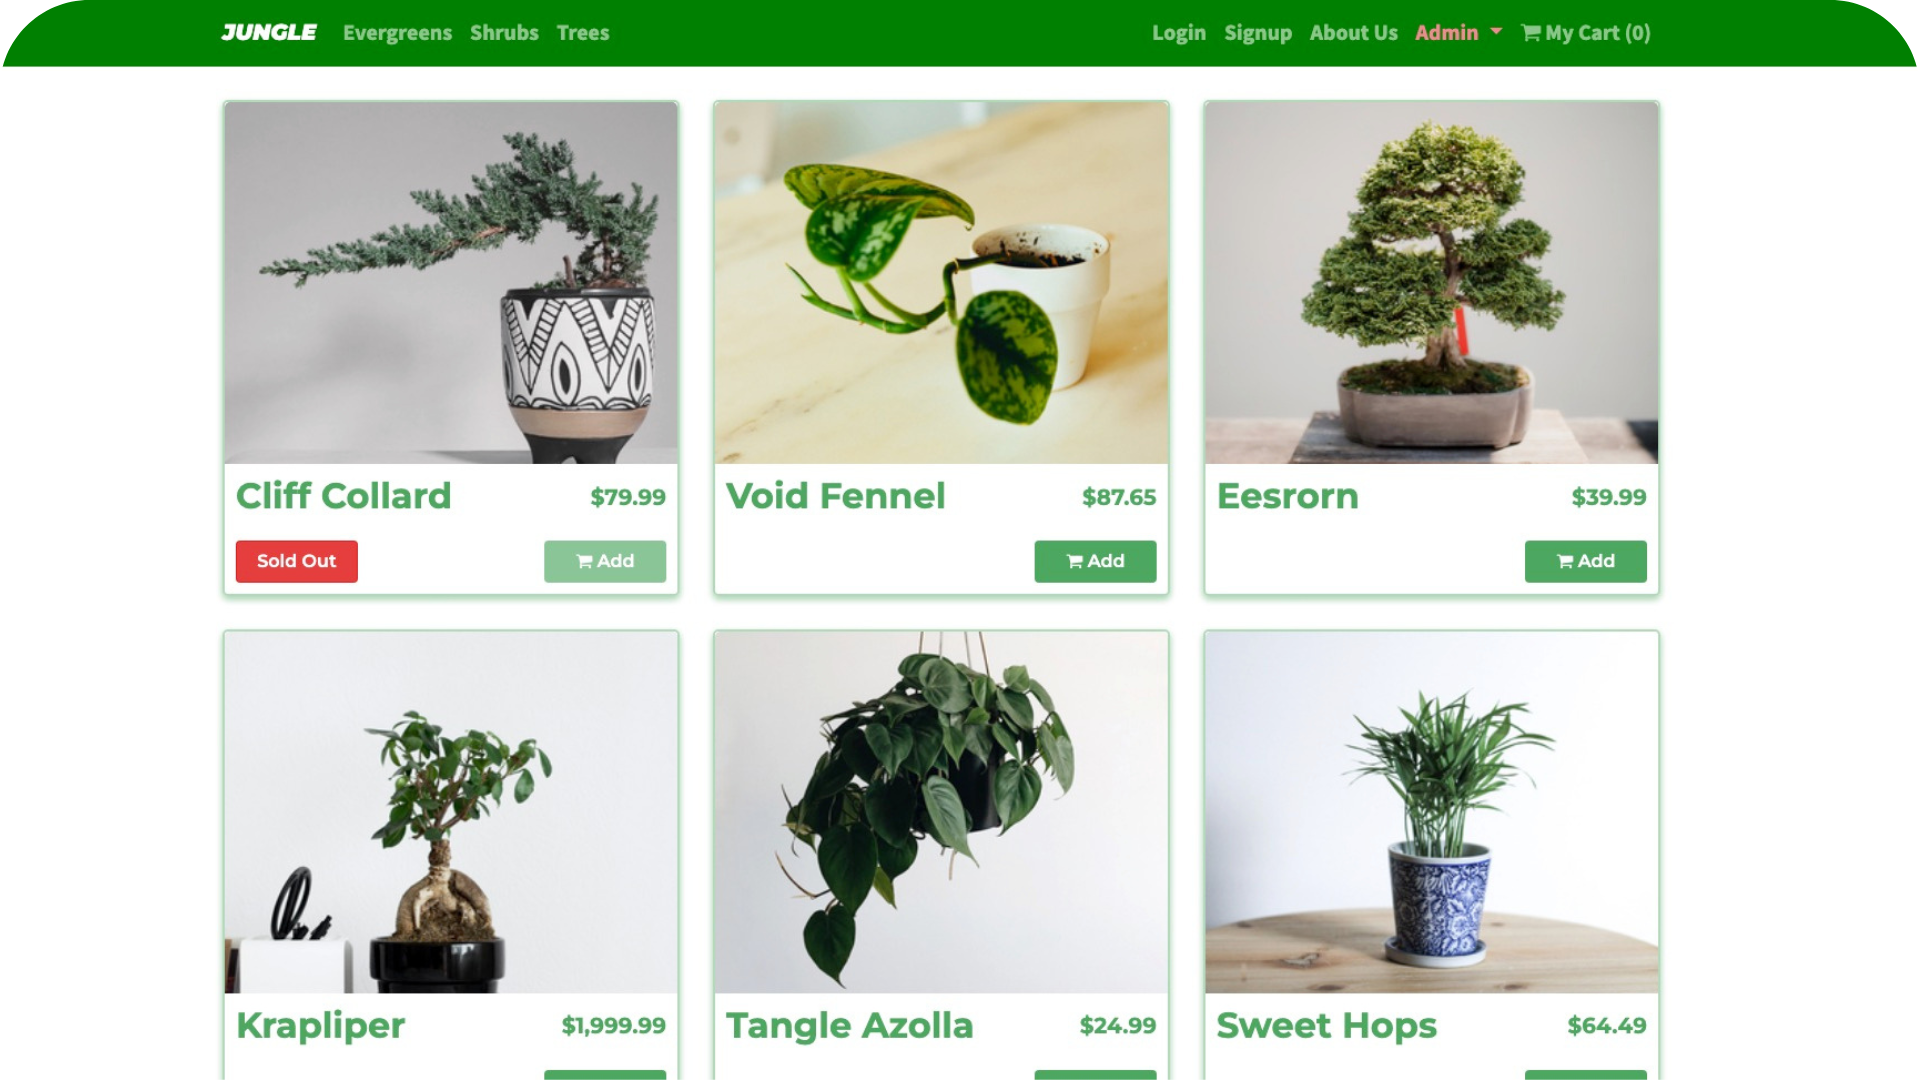 JUNGLE Evergreens Shrubs Trees Login Signup About Us Admin My Cart (0)
Cliff Collard $79.99
Sold Out Add
Void Fennel $87.65
Add
Eesrorn $39.99
Add
Krapliper $1,999.99
Tangle Azolla $24.99
Sweet Hops $64.49